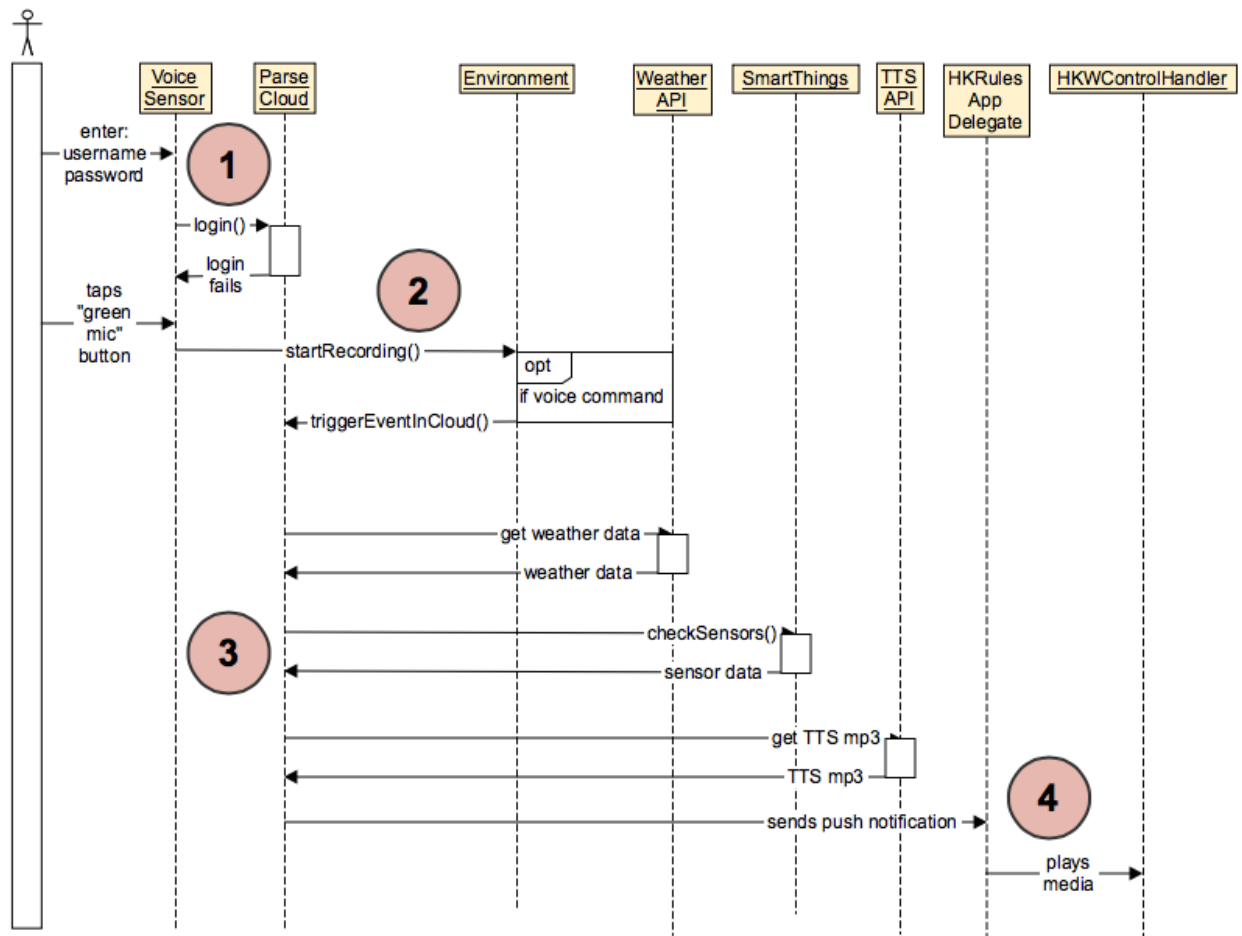 Voice
Sensor
Parse
Cloud
Environment
Weather
API
SmartThings
TTS
API
HKRules
App
Delegate
HKWControlHandler
enter:
username
password
1
login()
login
fails
2
taps
"green
mic"
button
startRecording()
opt
if voice command
triggerEventInCloud()
get weather data
weather data
3
checkSensors()
sensor data
get TTS mp3
TTS mp3
4
sends push notification
plays
media